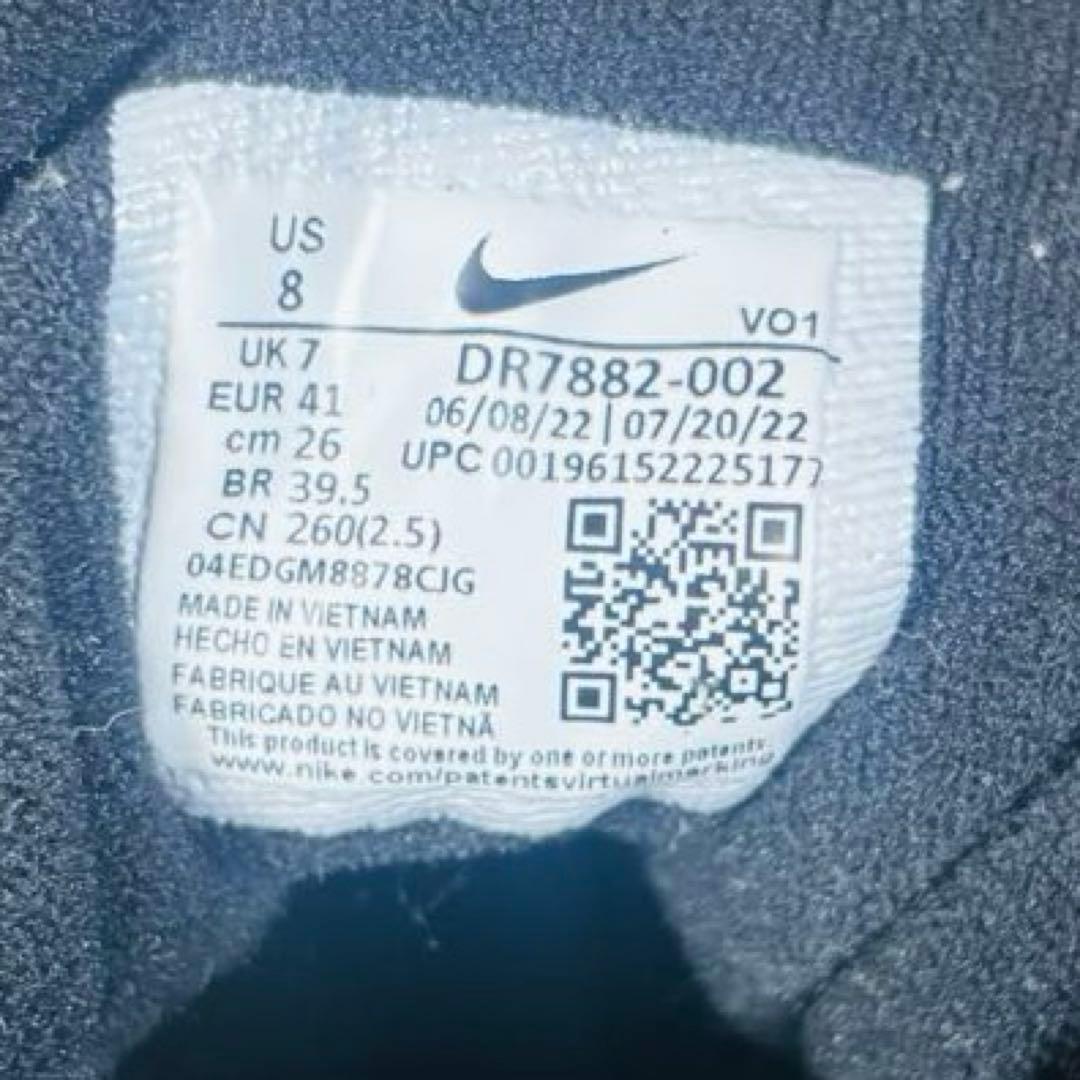 US
8
VO1
UK 7
DR7882-002
EUR 41
06/08/22 | 07/20/22
cm 26
UPC 00196152225177
BR 39.5
CN 260(2.5)
04EDGM8878CJG
MADE IN VIETNAM
HECHO EN VIETNAM
FABRIQUE AU VIETNAM
FABRICADO NO VIETNÃ
This product is covered by one or more patents.
www.nike.com/patentsvirtualmarking